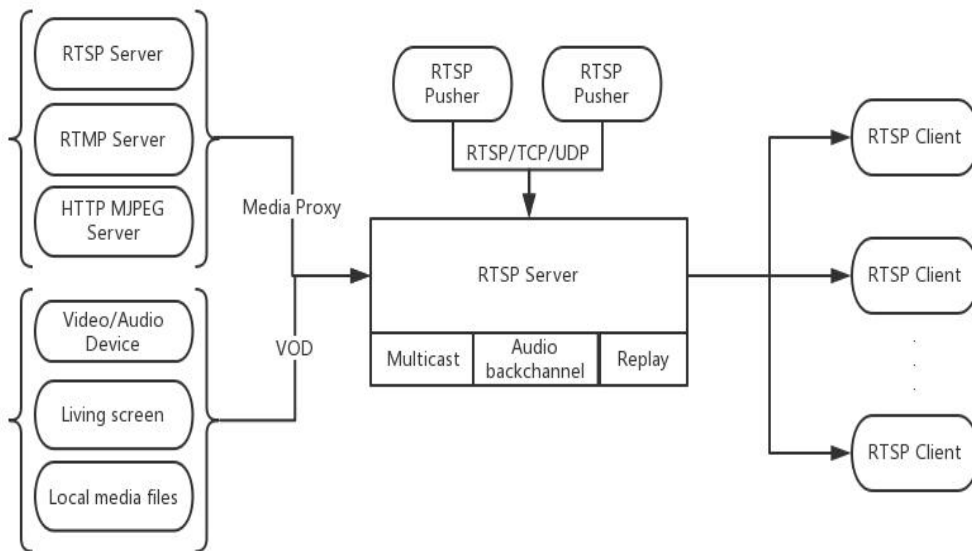 RTSP Server
RTMP Server
HTTP MJPEG
Server
Media Proxy
Video/Audio
Device
Living screen
Local media files
VOD
RTSP
Pusher
RTSP
Pusher
RTSP/TCP/UDP
RTSP Server
Multicast
Audio
backchannel
Replay
RTSP Client
RTSP Client
.
.
.
RTSP Client